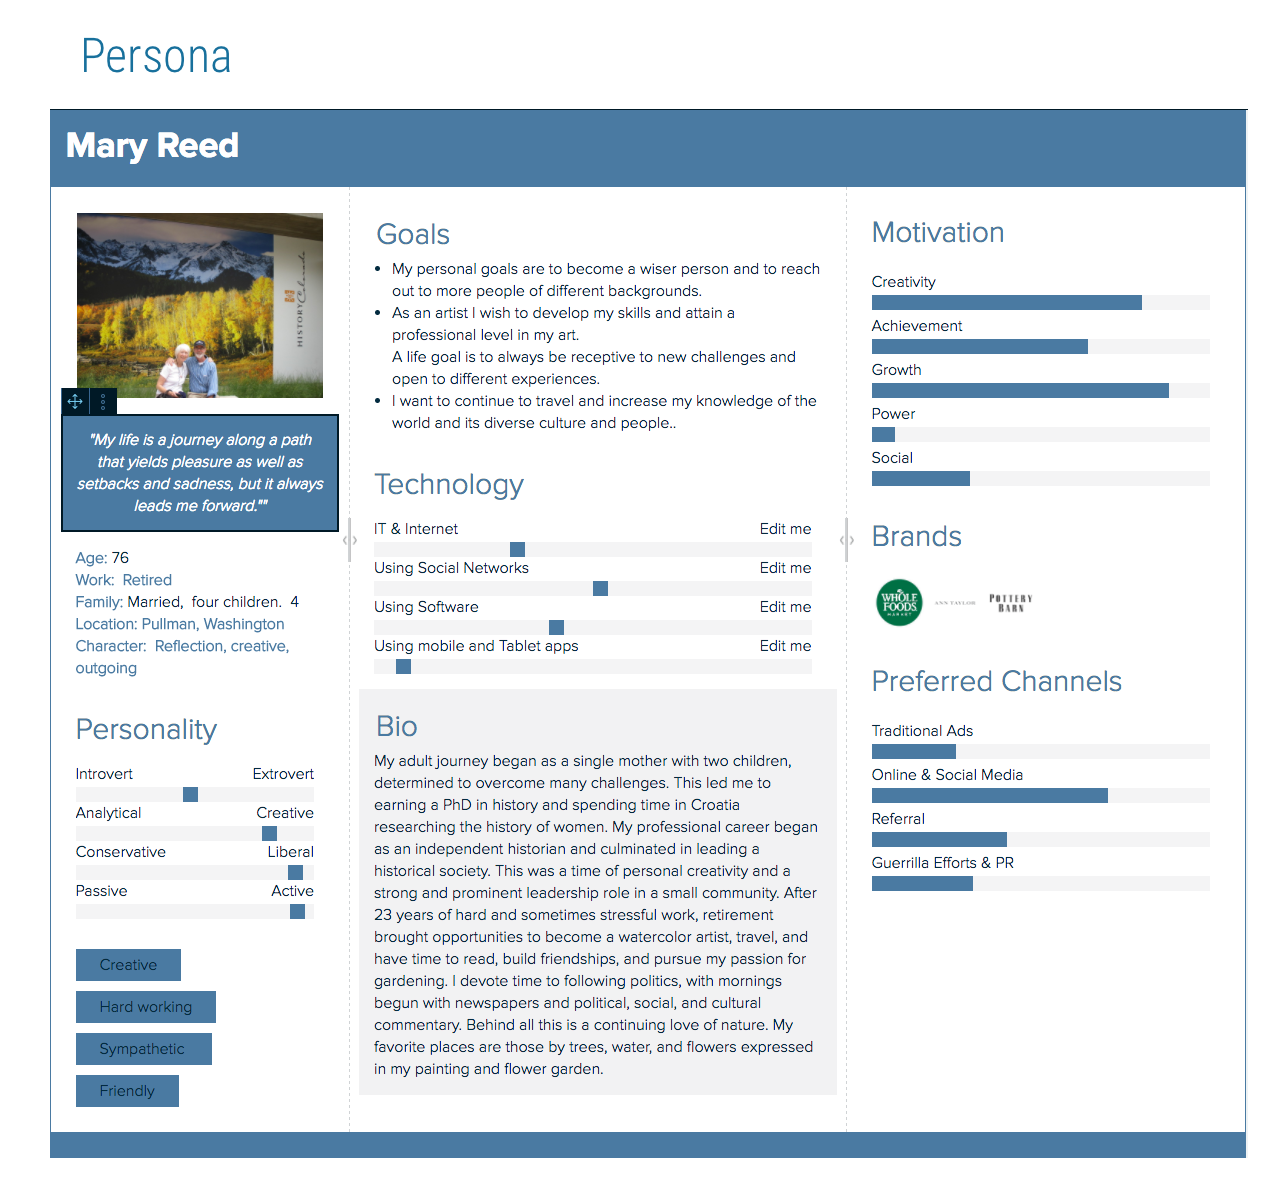 Persona
Mary Reed
HISTORY Colorado
"My life is a journey along a path
that yields pleasure as well as
setbacks and sadness, but it always
leads me forward.""
Age: 76
Work:  Retired
Family: Married,  four children.  4
Location: Pullman, Washington
Character:  Reflection, creative,
outgoing
Personality
Introvert Extrovert
Analytical Creative
Conservative Liberal
Passive Active
Creative
Hard working
Sympathetic
Friendly
Goals
• My personal goals are to become a wiser person and to reach
out to more people of different backgrounds.
• As an artist I wish to develop my skills and attain a
professional level in my art.
A life goal is to always be receptive to new challenges and
open to different experiences.
• I want to continue to travel and increase my knowledge of the
world and its diverse culture and people..
Technology
IT & Internet Edit me
Using Social Networks Edit me
Using Software Edit me
Using mobile and Tablet apps Edit me
Bio
My adult journey began as a single mother with two children,
determined to overcome many challenges. This led me to
earning a PhD in history and spending time in Croatia
researching the history of women. My professional career began
as an independent historian and culminated in leading a
historical society. This was a time of personal creativity and a
strong and prominent leadership role in a small community. After
23 years of hard and sometimes stressful work, retirement
brought opportunities to become a watercolor artist, travel, and
have time to read, build friendships, and pursue my passion for
gardening. I devote time to following politics, with mornings
begun with newspapers and political, social, and cultural
commentary. Behind all this is a continuing love of nature. My
favorite places are those by trees, water, and flowers expressed
in my painting and flower garden.
Motivation
Creativity
Achievement
Growth
Power
Social
Brands
WHOLE
FOODS
MARKET
ANN TAYLOR
POTTERY
BARN
Preferred Channels
Traditional Ads
Online & Social Media
Referral
Guerrilla Efforts & PR